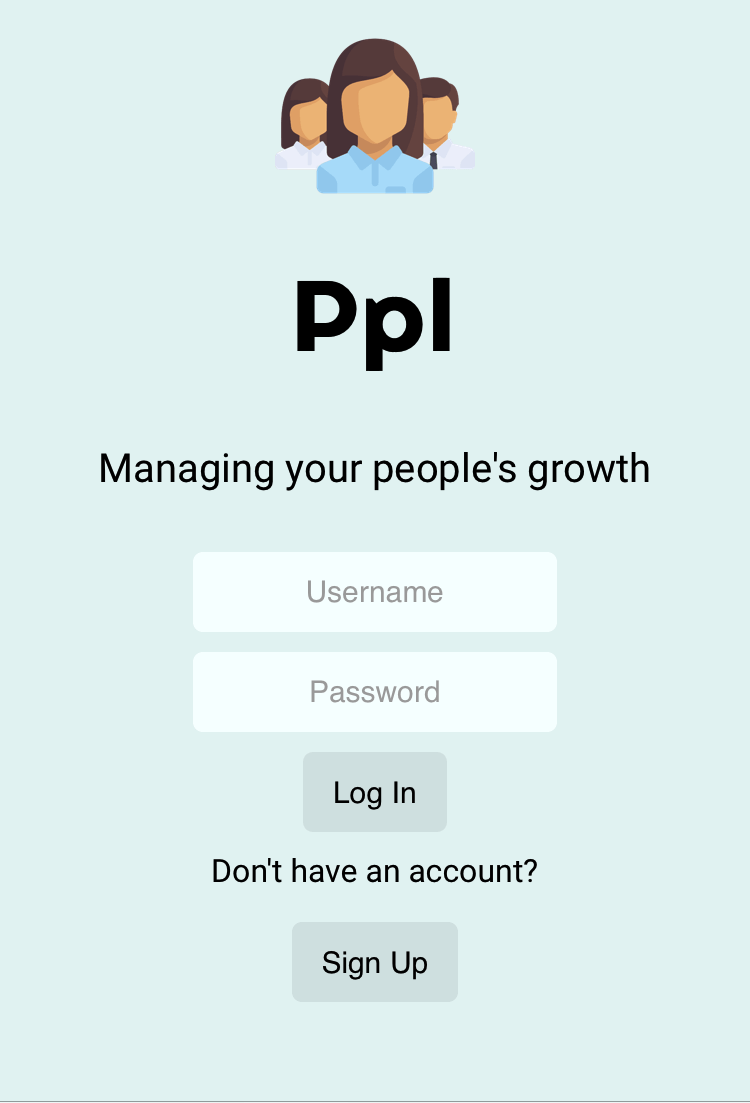 Ppl
Managing your people's growth
Username
Password
Log In
Don't have an account?
Sign Up